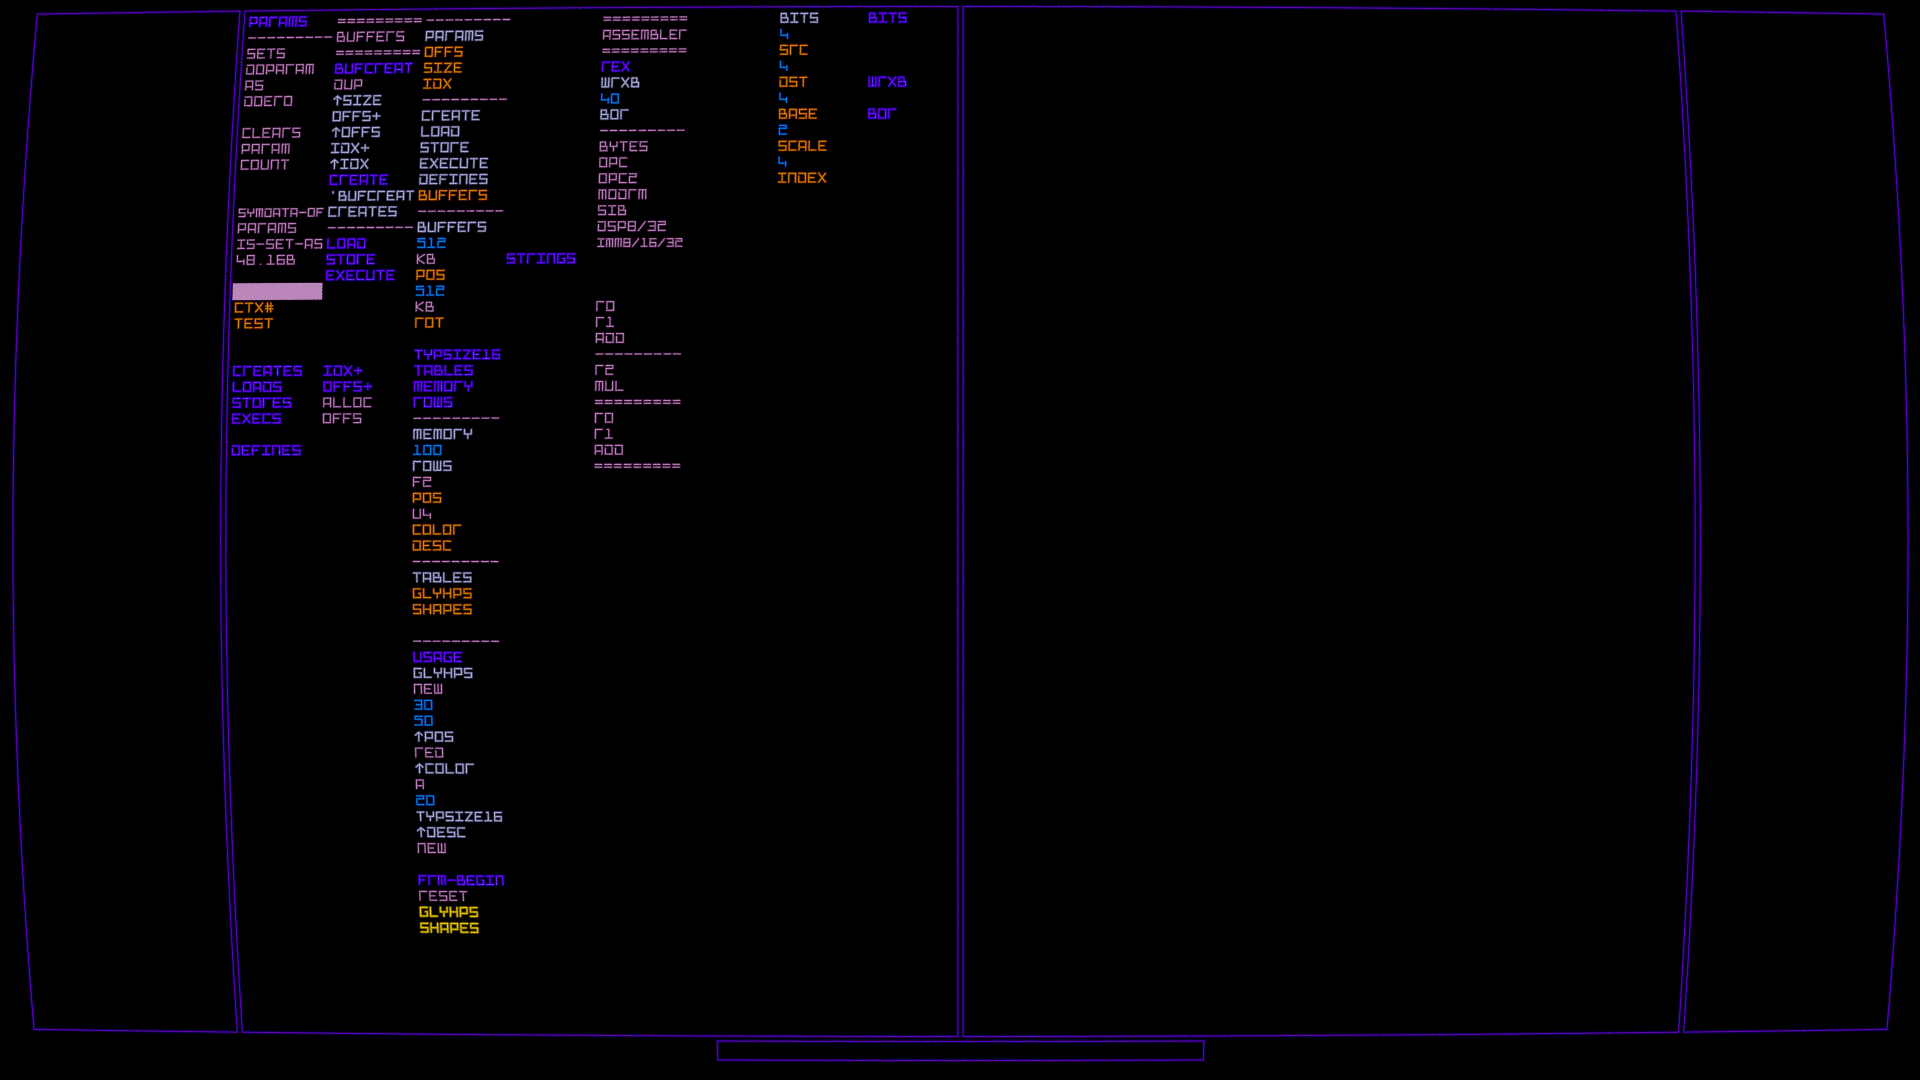 PARAMS
---------
SETS
DOPARAM
AS
DOERD
CLEARS
PARAM
COUNT
SYMDATA-OF
PARAMS
IS-SET-AS
48.16B
CTX#
TEST
CREATES
LOADS
STORES
EXECS
DEFINES
=========
BUFFERS
=========
BUFCREAT
DUP
↑SIZE
OFFS+
↑OFFS
IDX+
↑IDX
CREATE
'BUFCREAT
CREATES
---------
LOAD
STORE
EXECUTE
IDX+
OFFS+
ALLOC
OFFS
---------
PARAMS
OFFS
SIZE
IDX
---------
CREATE
LOAD
STORE
EXECUTE
DEFINES
BUFFERS
---------
BUFFERS
512
KB
POS
512
KB
ROT
TYPSIZE16
TABLES
MEMORY
ROWS
---------
MEMORY
100
ROWS
F2
POS
U4
COLOR
DESC
---------
TABLES
GLYHPS
SHAPES
---------
USAGE
GLYHPS
NEW
30
50
↑POS
RED
↑COLOR
A
20
TYPSIZE16
↑DESC
NEW
FRM-BEGIN
RESET
GLYHPS
SHAPES
STRINGS
=========
ASSEMBLER
=========
REX
WRXB
40
BOR
---------
BYTES
OPC
OPC2
MODRM
SIB
DSP8/32
IMM8/16/32
R0
R1
ADD
---------
R2
MUL
=========
R0
R1
ADD
=========
BITS
4
SRC
4
DST
4
BASE
2
SCALE
4
INDEX
BITS
WRXB
BOR